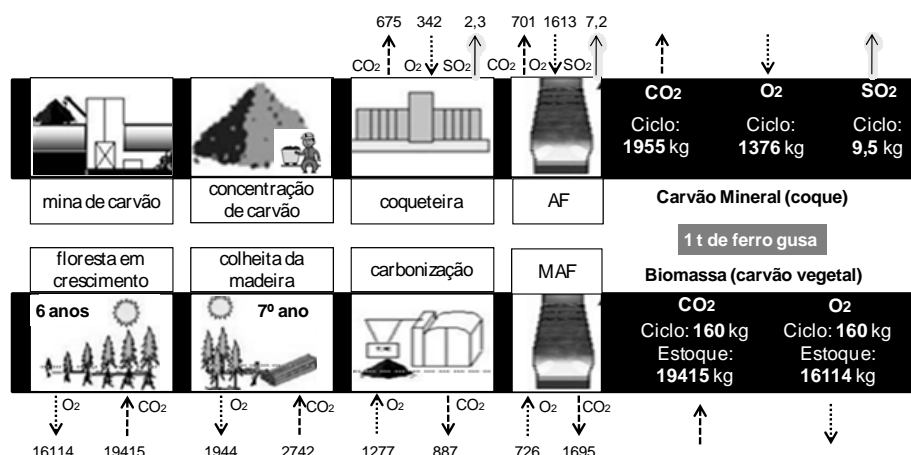 675 342 2,3 701 1613 7,2
CO2 O2 SO2 CO2 O2 SO2
CO2 O2 SO2
Ciclo: Ciclo: Ciclo:
1955 kg 1376 kg 9,5 kg
mina de carvão
concentração
de carvão
coqueteira
AF
Carvão Mineral (coque)
1 t de ferro gusa
floresta em
crescimento
colheita da
madeira
carbonização
MAF
Biomassa (carvão vegetal)
6 anos
7º ano
CO2 O2
Ciclo: 160 kg Ciclo: 160 kg
Estoque: Estoque:
19415 kg 16114 kg
O2 CO2 O2 CO2 O2 CO2 O2 CO2
16114 19415 1944 2742 1277 887 726 1695